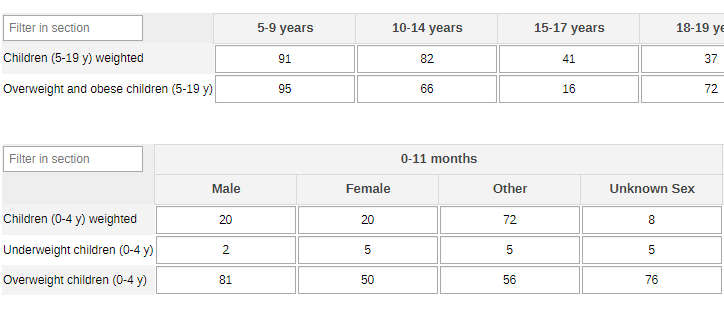 Filter in section 5-9 years 10-14 years 15-17 years 18-19 ye
Children (5-19 y) weighted 91 82 41 37
Overweight and obese children (5-19 y) 95 66 16 72
Filter in section 0-11 months
Male Female Other Unknown Sex
Children (0-4 y) weighted 20 20 72 8
Underweight children (0-4 y) 2 5 5 5
Overweight children (0-4 y) 81 50 56 76